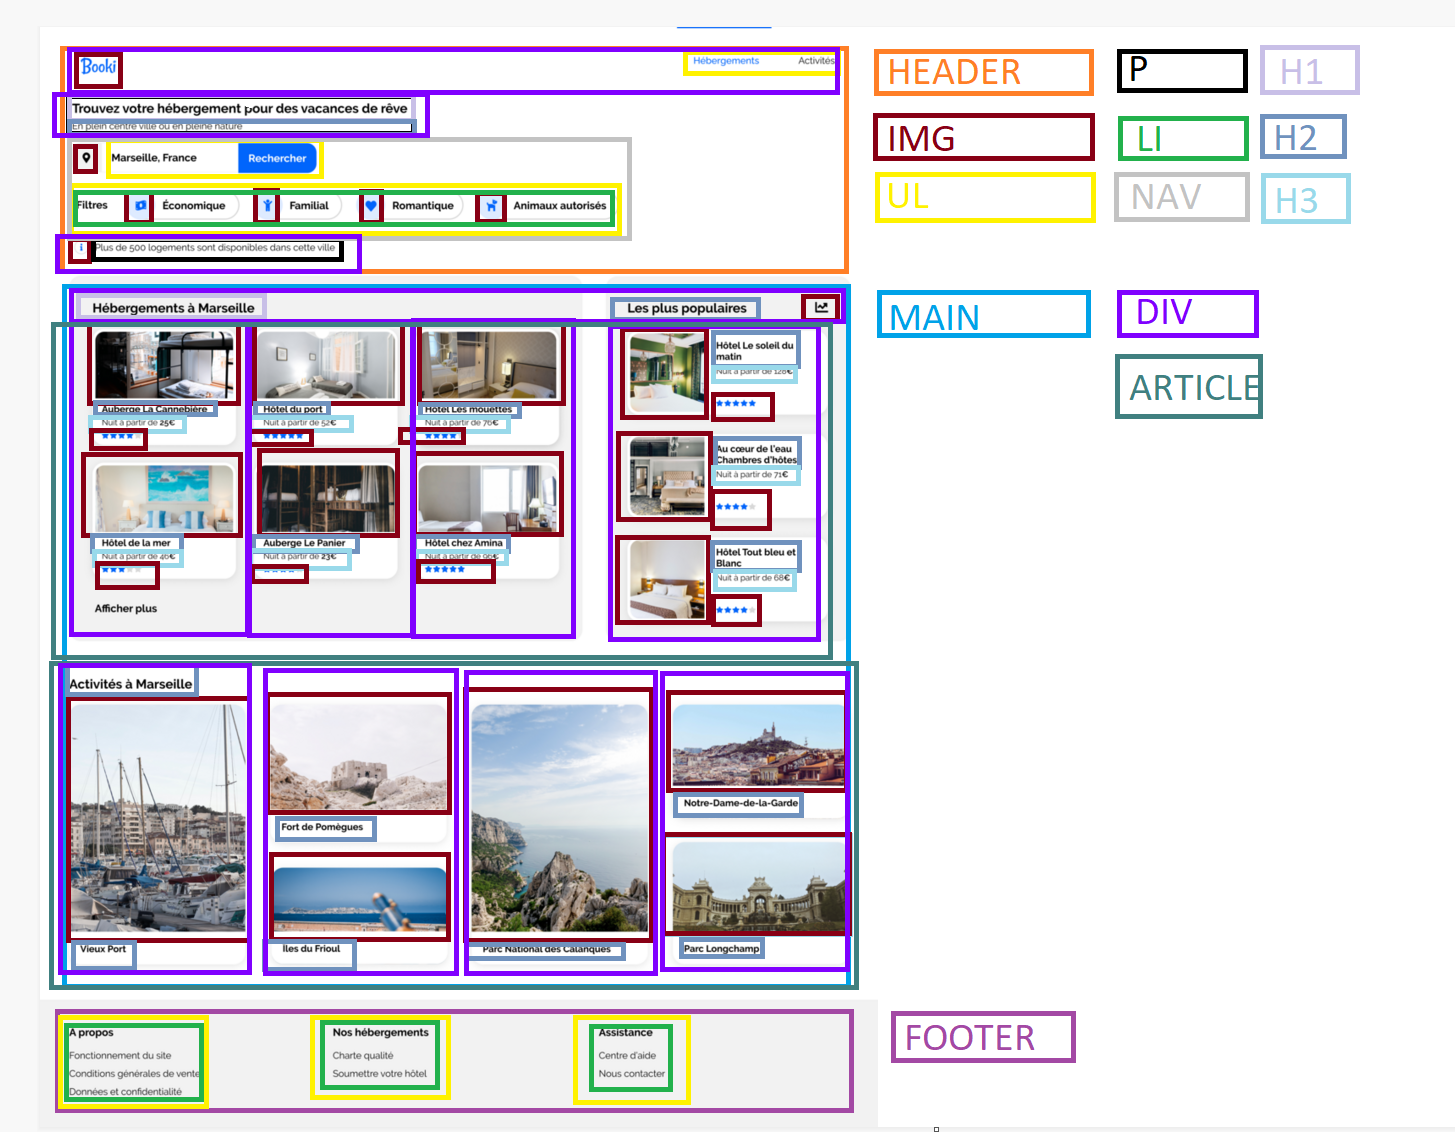 Booki
Hébergements
Activités
Trouvez votre hébergement pour des vacances de rêve
En plein centre ville ou en pleine nature
Marseille, France
Rechercher
Filtres
Économique
Familial
Romantique
Animaux autorisés
Plus de 500 logements sont disponibles dans cette ville
HEADER
P
H1
IMG
LI
H2
UL
NAV
H3
Hébergements à Marseille
Les plus populaires
MAIN
DIV
ARTICLE
Auberge La Cannebière
Nuit à partir de 25€
Hôtel du port
Nuit à partir de 52€
Hôtel Les mouettes
Nuit à partir de 76€
Hôtel de la mer
Nuit à partir de 46€
Auberge Le Panier
Nuit à partir de 23€
Hôtel chez Amina
Nuit à partir de 96€
Afficher plus
Hôtel Le soleil du
matin
Nuit à partir de 128€
Au cœur de l'eau
Chambres d'hôtes
Nuit à partir de 71€
Hôtel Tout bleu et
Blanc
Nuit à partir de 68€
Activités à Marseille
Vieux Port
Fort de Pomègues
Iles du Frioul
Parc National des Calanques
Notre-Dame-de-la-Garde
Parc Longchamp
A propos
Fonctionnement du site
Conditions générales de vente
Données et confidentialité
Nos hébergements
Charte qualité
Soumettre votre hôtel
Assistance
Centre d'aide
Nous contacter
FOOTER